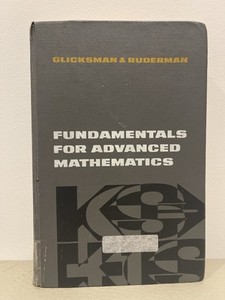 GLICKSMAN & RUDERMAN
FUNDAMENTALS
FOR ADVANCED
MATHEMATICS